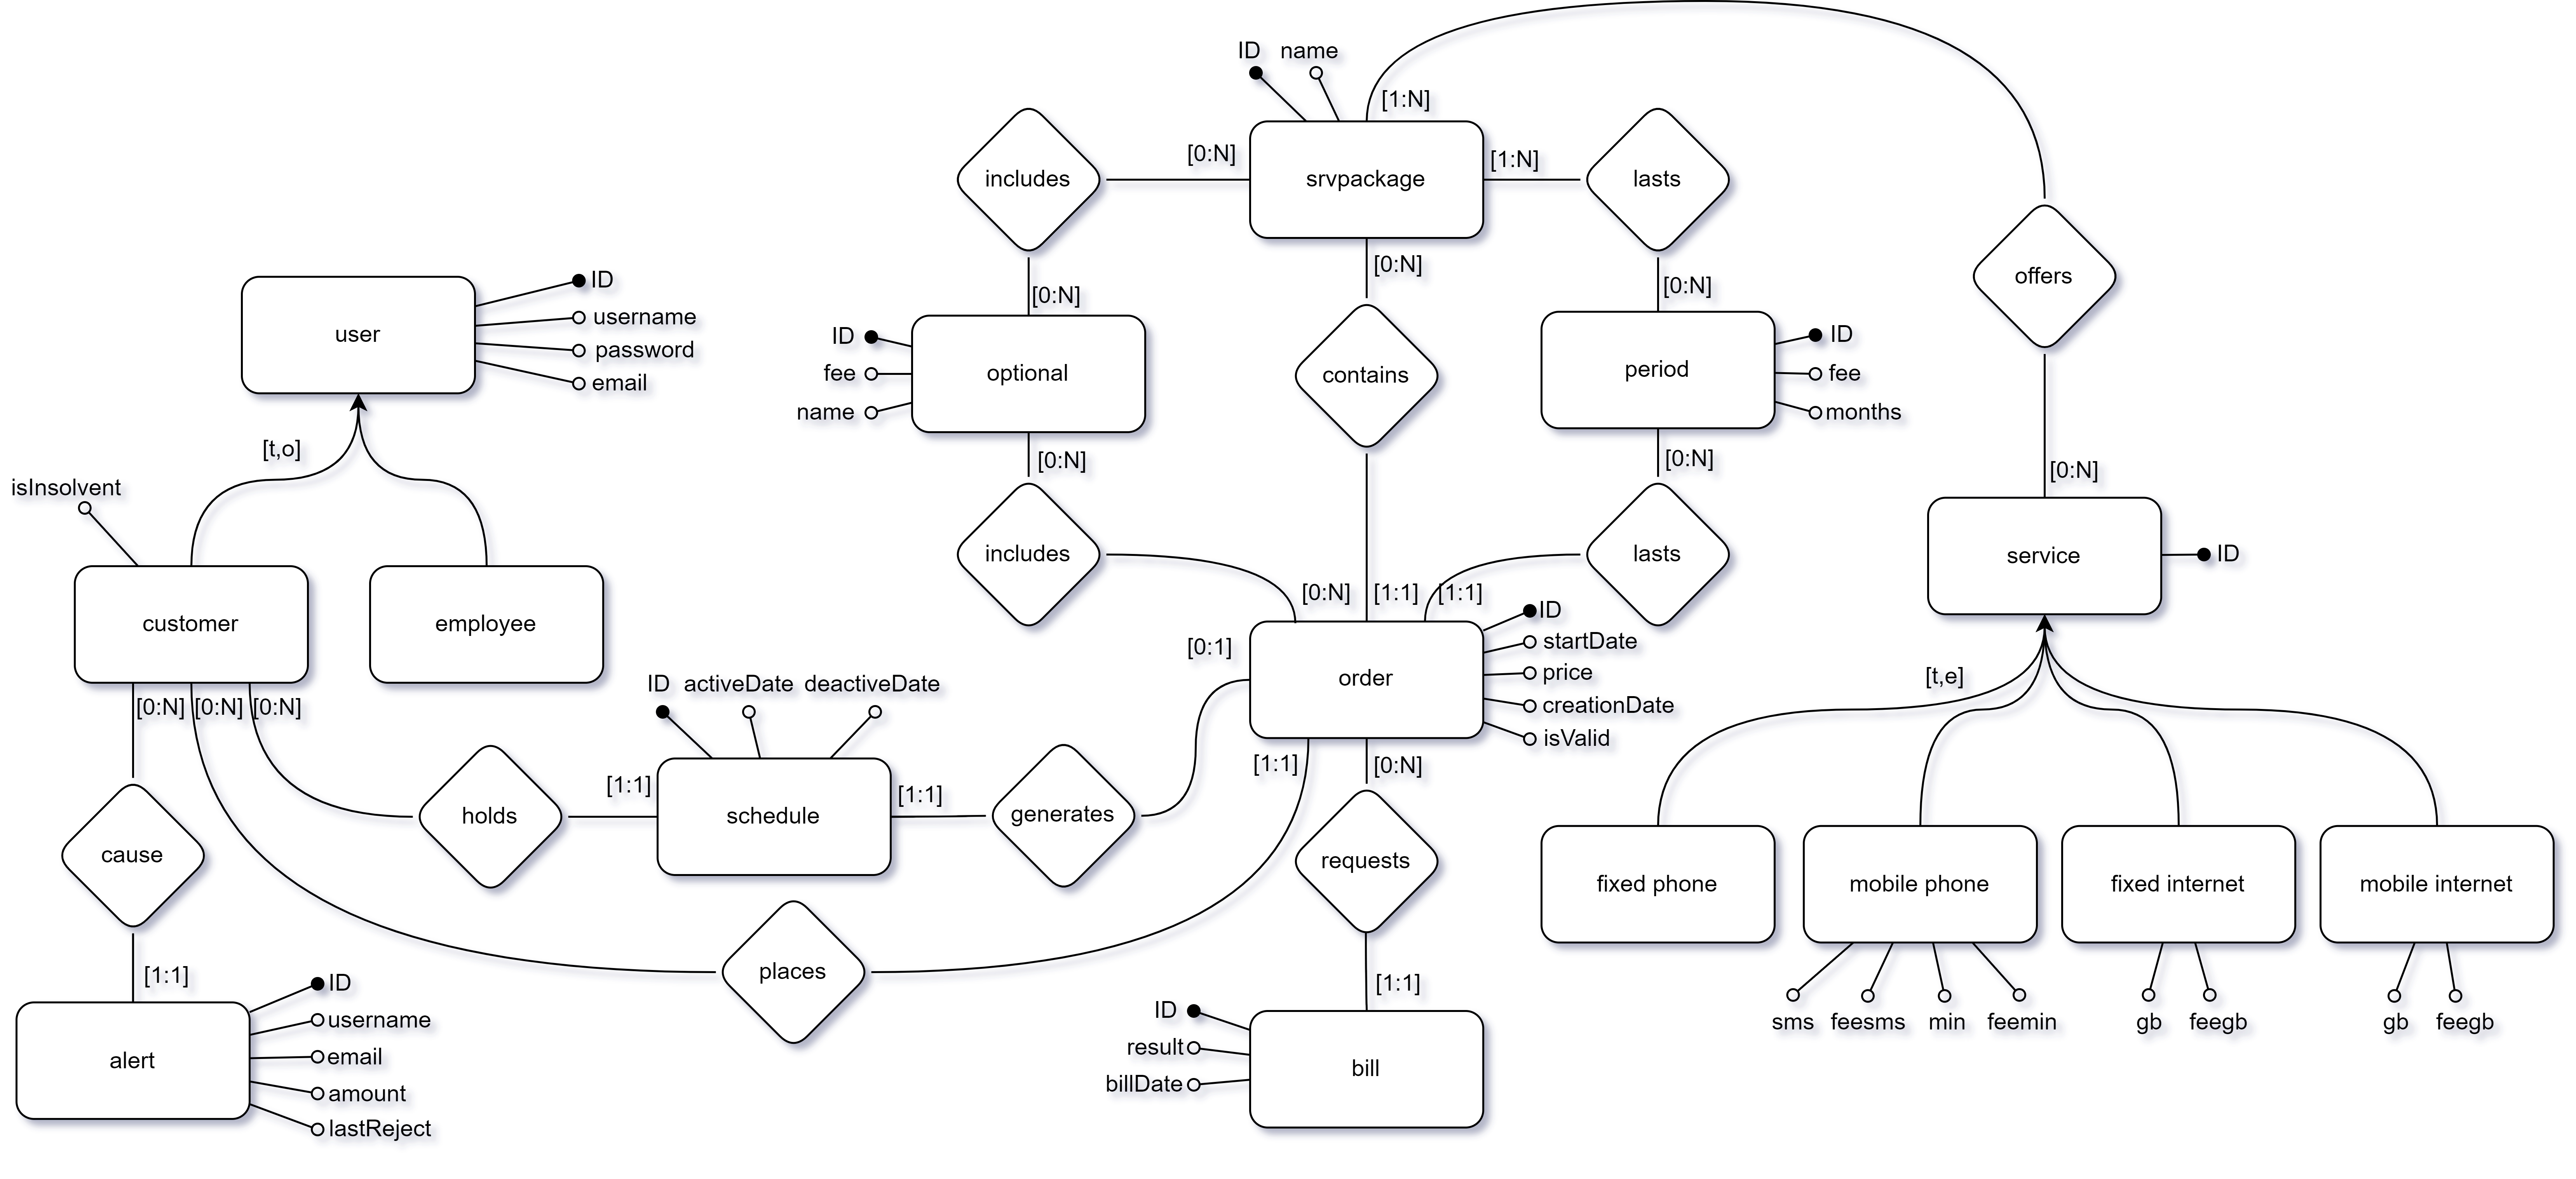 ID name
[1:N]
includes
[0:N]
srvpackage
[1:N]
lasts
[0:N]
[0:N]
[0:N]
offers
user
ID
username
password
email
ID
fee
name
optional
contains
period
ID
fee
months
[t,o]
[0:N]
[0:N]
[0:N]
isInsolvent
customer
employee
includes
lasts
service
ID
[0:N]
[1:1]
[1:1]
[0:1]
order
ID
startDate
price
creationDate
isValid
[t,e]
[0:N]
[0:N]
[0:N]
ID activeDate deactiveDate
[1:1]
[0:N]
holds
[1:1]
schedule
[1:1]
generates
cause
requests
fixed phone
mobile phone
fixed internet
mobile internet
places
[1:1]
[1:1]
alert
ID
username
email
amount
lastReject
ID
result
billDate
bill
sms feesms min feemin
gb feegb
gb feegb